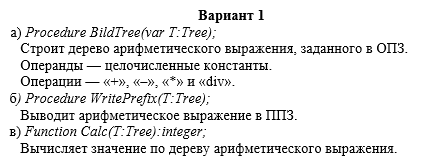 Вариант 1
а) Procedure BildTree(var T:Tree);
Строит дерево арифметического выражения, заданного в ОПЗ.
Операнды — целочисленные константы.
Операции — «+», «–», «*» и «div».
б) Procedure WritePrefix(T:Tree);
Выводит арифметическое выражение в ППЗ.
в) Function Calc(T:Tree):integer;
Вычисляет значение по дереву арифметического выражения.